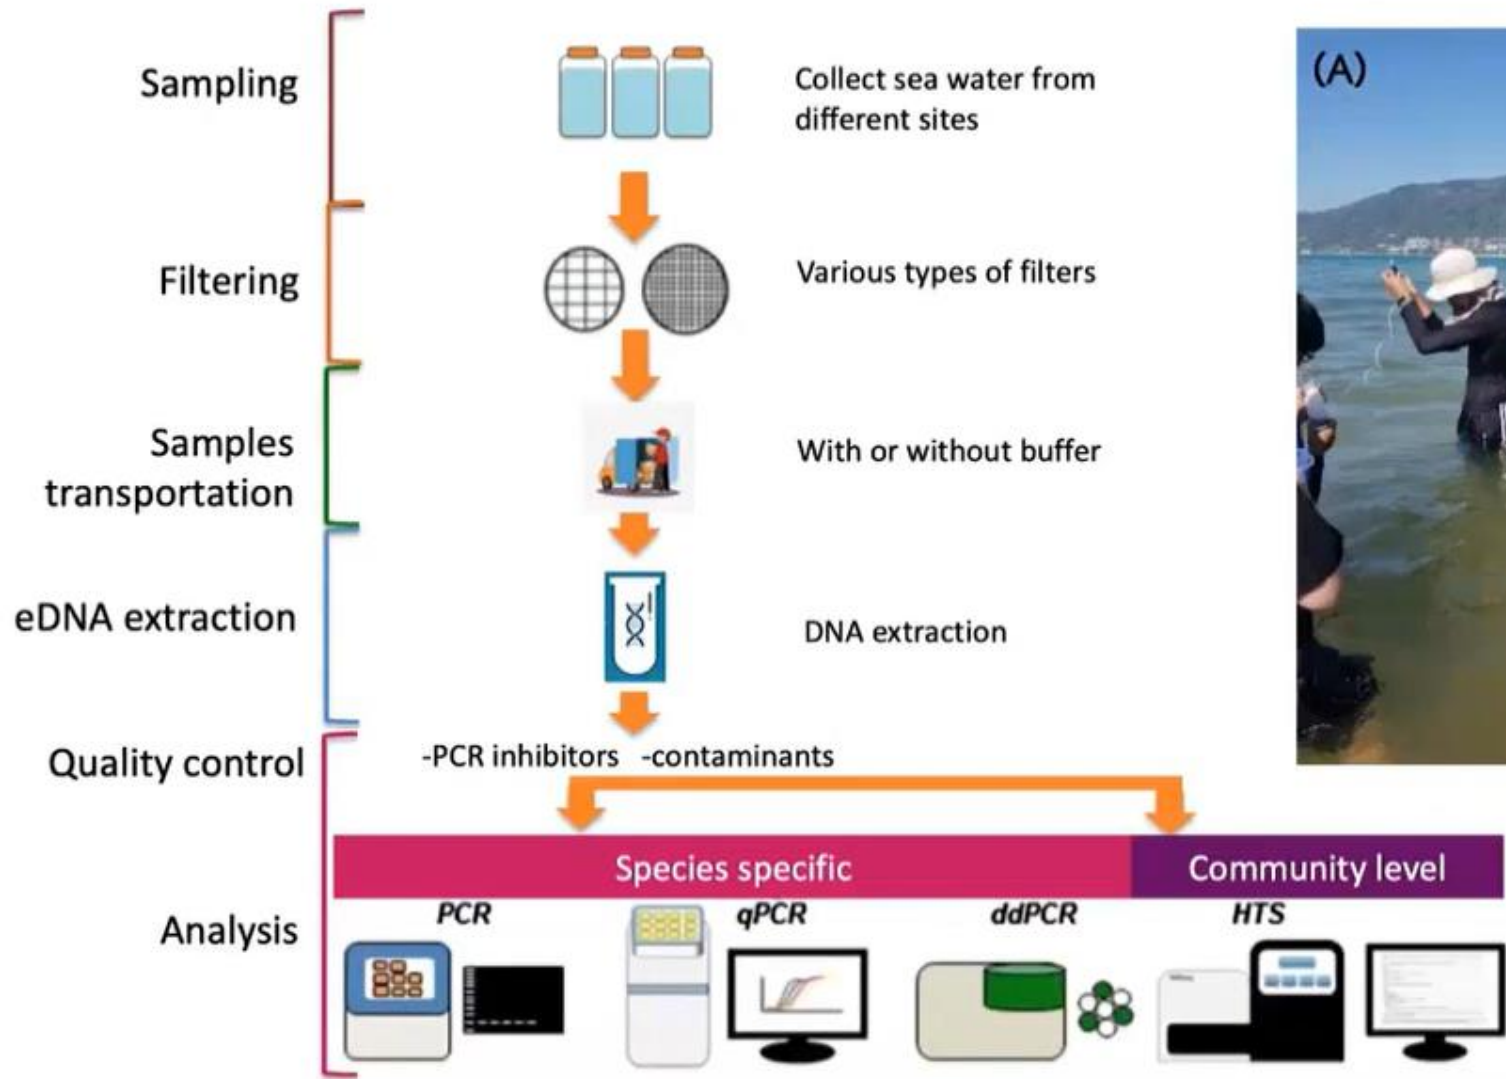 Sampling
Collect sea water from
different sites
(A)
Filtering
Various types of filters
Samples
transportation
With or without buffer
eDNA extraction
DNA extraction
Quality control
-PCR inhibitors -contaminants
Species specific
Community level
Analysis
PCR
qPCR
ddPCR
HTS